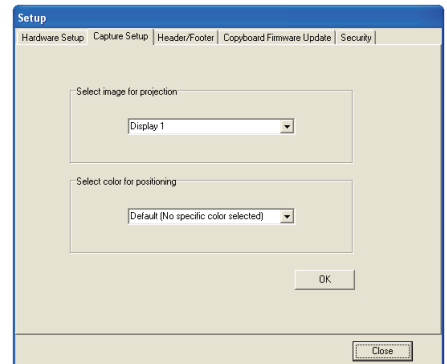 Setup
Hardware Setup Capture Setup Header/Footer Copyboard Firmware Update Security
Select image for projection
Display 1
Select color for positioning
Default (No specific color selected)
OK
Close